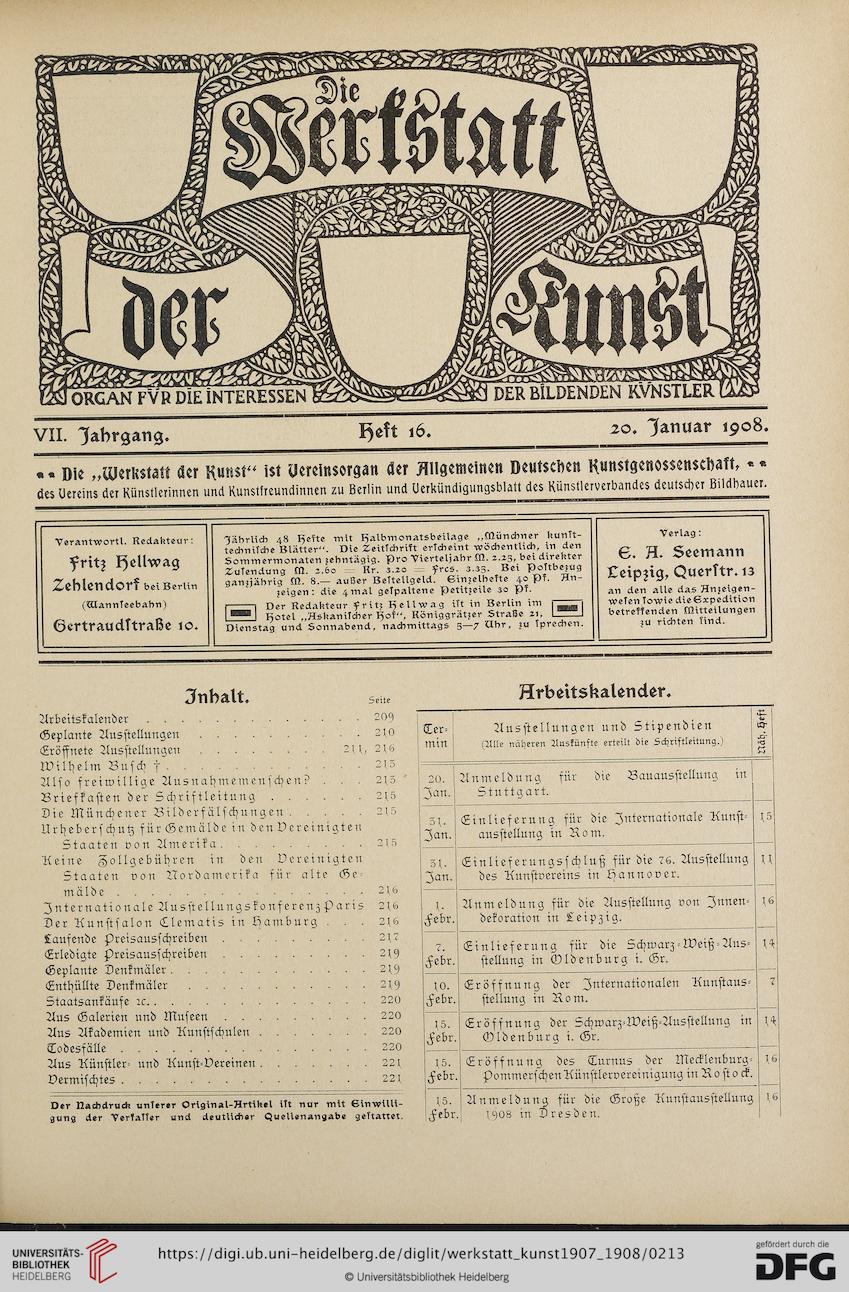 Die
Werkstatt
der
Kunst
ORGAN FÜR DIE INTERESSEN
DER BILDENDEN KÜNSTLER
VII. Jahrgang.
Heft 16.
20. Januar 1908.
Die „Werkstatt der Kunst“ ist Vereinsorgan der Allgemeinen Deutschen Kunstgenossenschaft,
des Vereins der Künstlerinnen und Kunstfreundinnen zu Berlin und Verkündigungsblatt des Künstlerverbandes deutscher Bildhauer.
Verantwortl. Redakteur:
Fritz Hellwag
Zehlendorf bei Berlin
(Wannseebahn)
Gertraudstraße 10.
Jährlich 48 Hefte mit Halbmonatsbeilage „Münchner kunst-
technische Blätter“. Die Zeitschrift erscheint wöchentlich, in den
Sommermonaten zehntägig. Pro Vierteljahr M. 2.25, bei direkter
Zusendung M. 2.60 = Kr. 3.20 = Frcs. 3.35. Bei Postbezug
ganzjährig M. 8.— außer Bestellgeld. Einzelhefte 40 Pf. An-
zeigen: die 4 mal gespaltene Petitzeile 30 Pf.
Der Redakteur Fritz Hellwag ist in Berlin im
Hotel „Askanischer Hof“, Königgrätzer Straße 21,
Dienstag und Sonnabend, nachmittags 5—7 Uhr, zu sprechen.
Verlag:
E. A. Seemann
Leipzig, Querstr. 13
an den alle das Anzeigen-
wesen sowie die Expedition
betreffenden Mitteilungen
zu richten sind.
Inhalt.
Seite
Arbeitskalender . . . 209
Geplante Ausstellungen . . . 210
Eröffnete Ausstellungen . . . 211, 216
Wilhelm Busch † . . . 215
Also freiwillige Ausnahmemenschen? . . . 215
Briefkasten der Schriftleitung . . . 215
Die Münchener Bilderfälschungen . . . 215
Urheberschutz für Gemälde in den Vereinigten
Staaten von Amerika . . . 215
Keine Zollgebühren in den Vereinigten
Staaten von Nordamerika für alte Ge-
mälde . . . 216
Internationale Ausstellungskonferenz Paris 216
Der Kunstsalon Clematis in Hamburg . . . 216
Laufende Preisausschreiben . . . 217
Erledigte Preisausschreiben . . . 219
Geplante Denkmäler . . . 219
Enthüllte Denkmäler . . . 219
Staatsankäufe ꝛc. . . . 220
Aus Galerien und Museen . . . 220
Aus Akademien und Kunstschulen . . . 220
Todesfälle . . . 220
Aus Künstler- und Kunst-Vereinen . . . 221
Vermischtes . . . 221
Der Nachdruck unserer Original-Artikel ist nur mit Einwilli-
gung der Verfasser und deutlicher Quellenangabe gestattet.
Arbeitskalender.
Ter-
min
Ausstellungen und Stipendien
(Alle näheren Auskünfte erteilt die Schriftleitung.)
Näh. Heft
20. Anmeldung für die Bauausstellung in
Jan. Stuttgart.
31. Einlieferung für die Internationale Kunst- 15
Jan. ausstellung in Rom.
31. Einlieferungsschluß für die 76. Ausstellung 11
Jan. des Kunstvereins in Hannover.
1. Anmeldung für die Ausstellung von Innen- 16
Febr. dekoration in Leipzig.
7. Einlieferung für die Schwarz-Weiß-Aus- 14
Febr. stellung in Oldenburg i. Gr.
10. Eröffnung der Internationalen Kunstaus- 7
Febr. stellung in Rom.
15. Eröffnung der Schwarz-Weiß-Ausstellung in 14
Febr. Oldenburg i. Gr.
15. Eröffnung des Turnus der Mecklenburg- 16
Febr. Pommerschen Künstlervereinigung in Rostock.
15. Anmeldung für die Große Kunstausstellung 16
Febr. 1908 in Dresden.
UNIVERSITÄTS-
BIBLIOTHEK
HEIDELBERG
https://digi.ub.uni-heidelberg.de/diglit/werkstatt_kunst1907_1908/0213
© Universitätsbibliothek Heidelberg
gefördert durch die
DFG